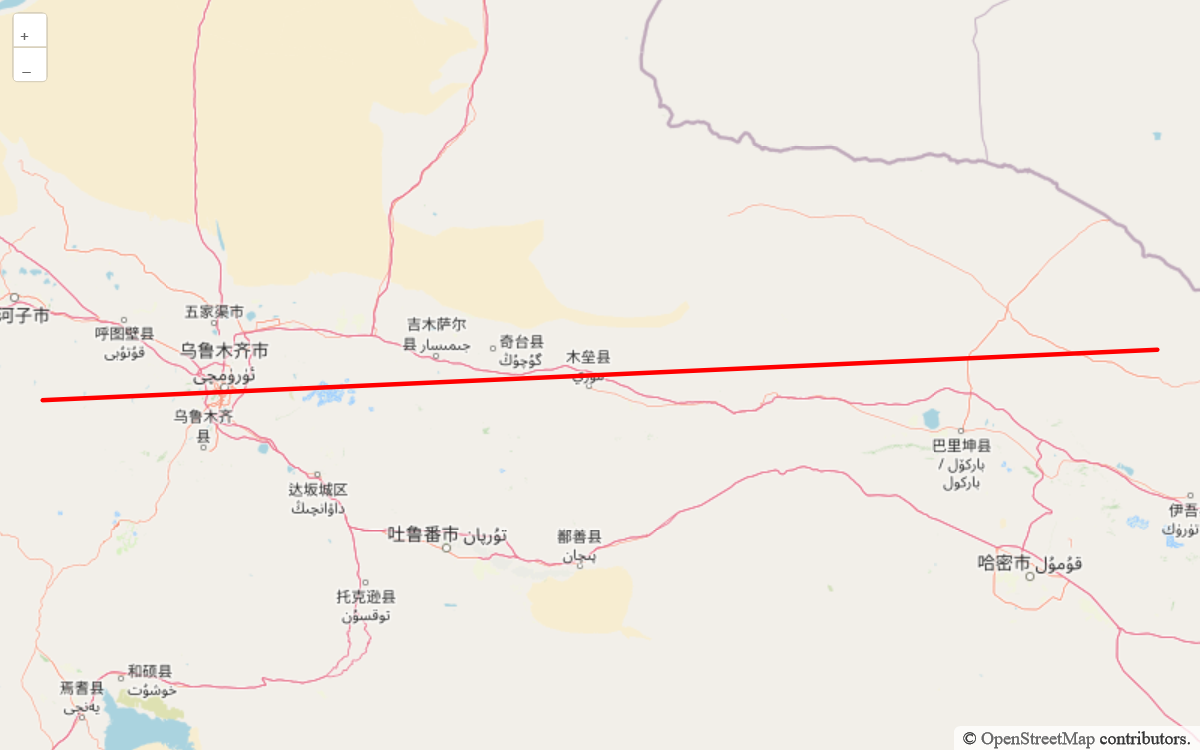 +
–
五家渠市
河子市
呼图壁县
قۇتۇبى
吉木萨尔
县 جىمىسار
奇台县
گۇچۇڭ
木垒县
مورى
乌鲁木齐市
ئۈرۈمچی
乌鲁木齐
县
巴里坤县
باركۆل /
باركول
达坂城区
داۋانچىڭ
伊吾
吐鲁番市 تۇرپان
鄯善县
پىچان
哈密市 قۇمۇل
托克逊县
توقسۇن
和硕县
خوشۇت
焉耆县
يەنجى
© OpenStreetMap contributors.